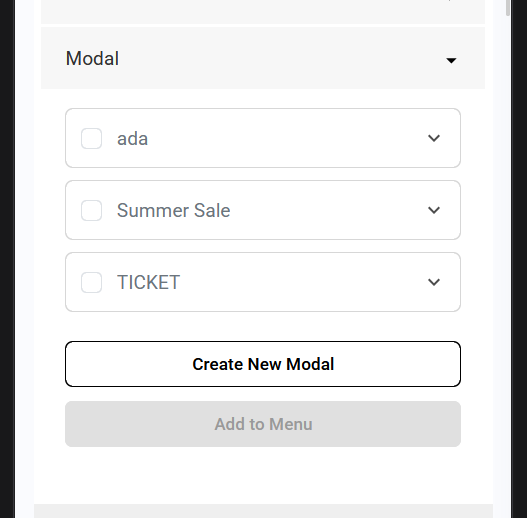 Modal
ada
Summer Sale
TICKET
Create New Modal
Add to Menu